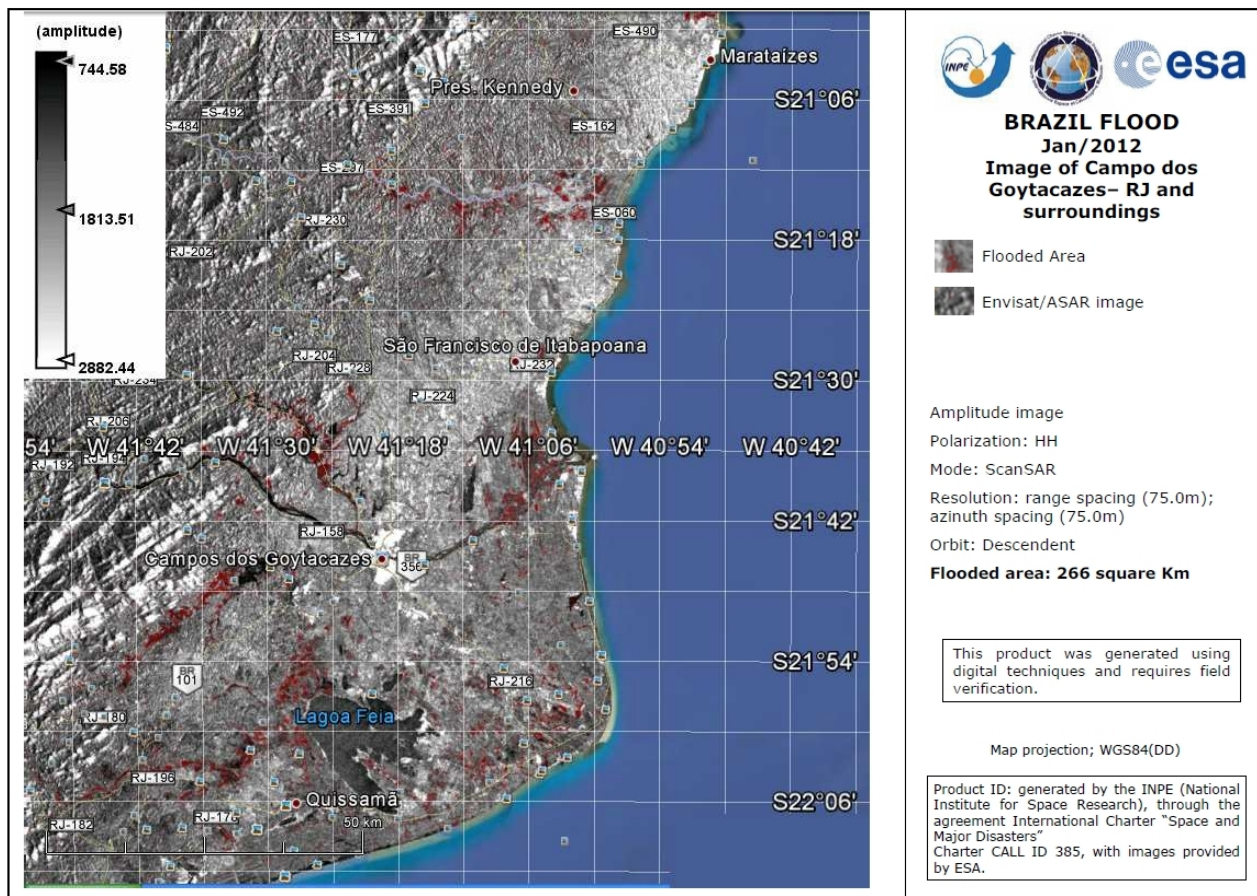 (amplitude)
744.58
1813.51
2882.44
ES-177
ES-490
Marataízes
Pres. Kennedy
S21°06'
ES-492
ES-391
ES-484
ES-162
ES-297
RJ-230
ES-060
RJ-202
S21°18'
São Francisco de Itabapoana
RJ-204
RJ-228
RJ-232
RJ-234
RJ-224
S21°30'
RJ-206
54' W 41°42' W 41°30' W 41°18' W 41°06' W 40°54' W 40°42'
RJ-192
RJ-194
S21°42'
RJ-158
Campos dos Goytacazes
BR
356
S21°54'
BR
101
RJ-216
Lagoa Feia
RJ-180
RJ-196
Quissamã
S22°06'
RJ-182
RJ-178
50 km
INPE
esa
BRAZIL FLOOD
Jan/2012
Image of Campo dos
Goytacazes– RJ and
surroundings
Flooded Area
Envisat/ASAR image
Amplitude image
Polarization: HH
Mode: ScanSAR
Resolution: range spacing (75.0m);
azinuth spacing (75.0m)
Orbit: Descendent
Flooded area: 266 square Km
This product was generated using
digital techniques and requires field
verification.
Map projection; WGS84(DD)
Product ID: generated by the INPE (National
Institute for Space Research), through the
agreement International Charter “Space and
Major Disasters”
Charter CALL ID 385, with images provided
by ESA.